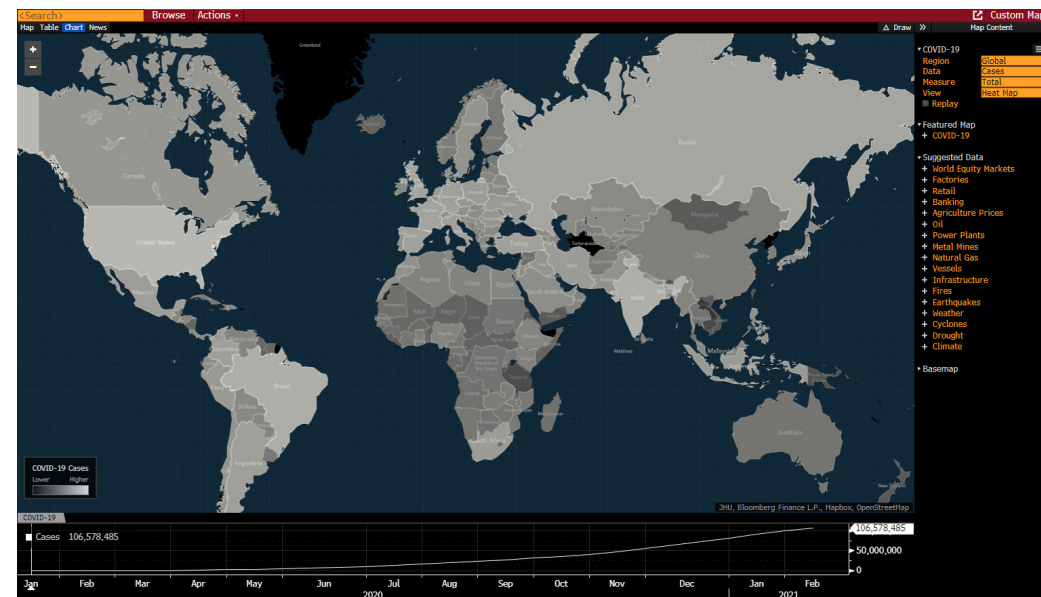 <Search>
Browse
Actions
Custom Map
Map Table Chart News
Draw
Map Content
Greenland
Canada
United States
Mexico
Brazil
Bolivia
Argentina
Russia
Kazakhstan
Mongolia
China
Turkey
Iran
India
Algeria
Libya
Egypt
Saudi Arabia
Mali
Niger
Sudan
South Africa
Maldives
Malaysia
Australia
New Zealand
COVID-19 Cases
Lower Higher
JHU, Bloomberg Finance L.P., Mapbox, OpenStreetMap
COVID-19
Region Global
Data Cases
Measure Total
View Heat Map
Replay
Featured Map
+ COVID-19
Suggested Data
+ World Equity Markets
+ Factories
+ Retail
+ Banking
+ Agriculture Prices
+ Oil
+ Power Plants
+ Metal Mines
+ Natural Gas
+ Vessels
+ Infrastructure
+ Fires
+ Earthquakes
+ Weather
+ Cyclones
+ Drought
+ Climate
Basemap
COVID-19
Cases 106,578,485
106,578,485
50,000,000
0
Jan Feb Mar Apr May Jun Jul Aug Sep Oct Nov Dec Jan Feb
2020 2021